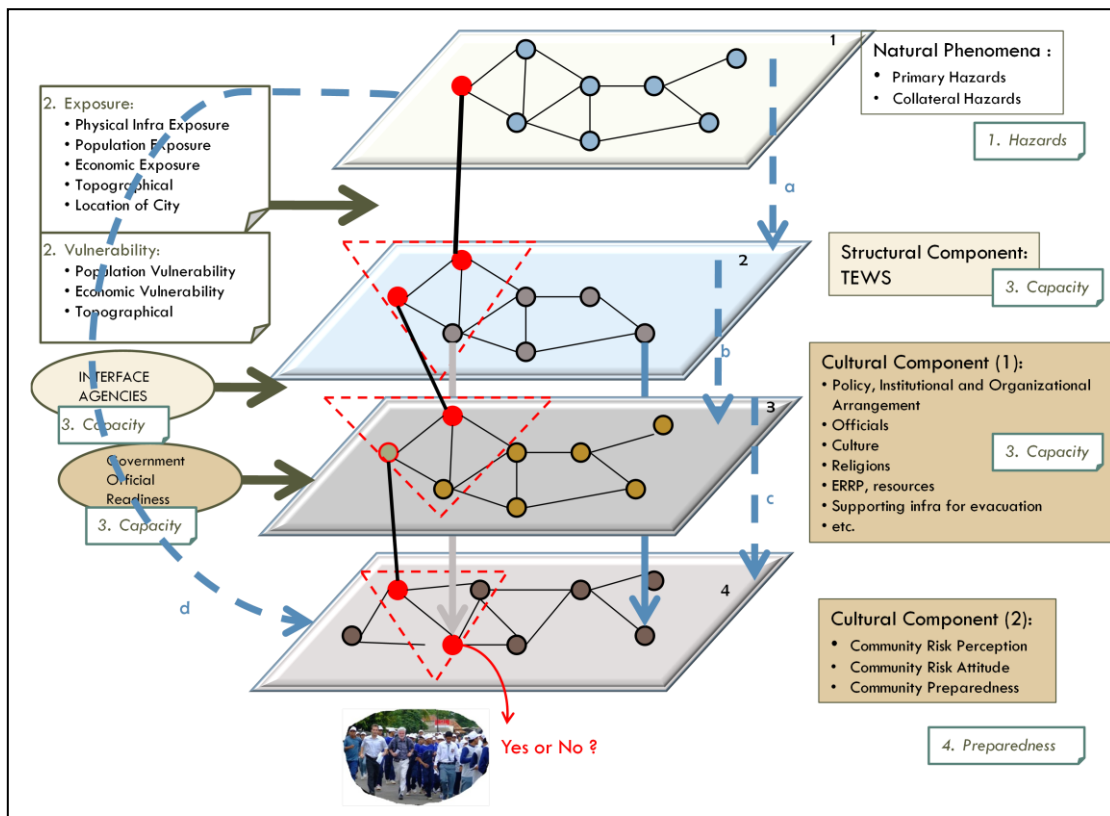 1
Natural Phenomena :
• Primary Hazards
• Collateral Hazards
1. Hazards
2. Exposure:
• Physical Infra Exposure
• Population Exposure
• Economic Exposure
• Topographical
• Location of City
a
2. Vulnerability:
• Population Vulnerability
• Economic Vulnerability
• Topographical
2
Structural Component:
TEWS
3. Capacity
b
INTERFACE
AGENCIES
3. Capacity
Cultural Component (1):
• Policy, Institutional and Organizational
Arrangement
• Officials
• Culture
• Religions
• ERRP, resources
• Supporting infra for evacuation
• etc.
3. Capacity
3
Government
Official
Readiness
3. Capacity
c
4
d
Cultural Component (2):
• Community Risk Perception
• Community Risk Attitude
• Community Preparedness
Yes or No ?
4. Preparedness